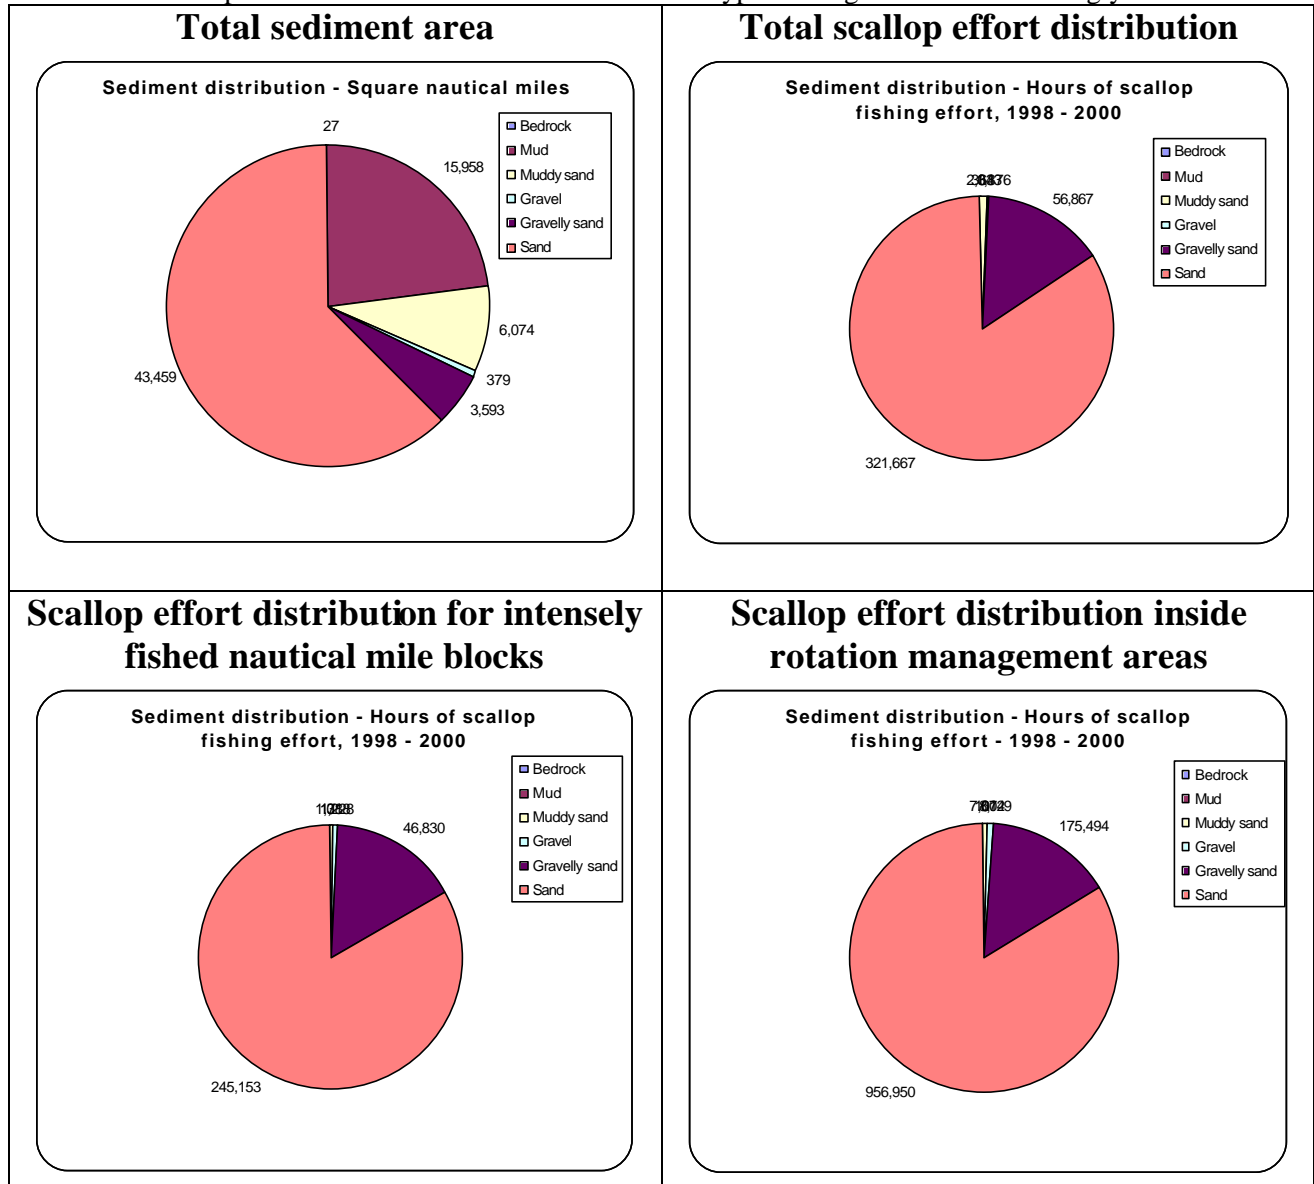 Total sediment area
Sediment distribution - Square nautical miles
27
15,958
6,074
379
3,593
43,459
Bedrock
Mud
Muddy sand
Gravel
Gravelly sand
Sand
Total scallop effort distribution
Sediment distribution - Hours of scallop
fishing effort, 1998 - 2000
56,867
321,667
Bedrock
Mud
Muddy sand
Gravel
Gravelly sand
Sand
Scallop effort distribution for intensely
fished nautical mile blocks
Sediment distribution - Hours of scallop
fishing effort, 1998 - 2000
46,830
245,153
Bedrock
Mud
Muddy sand
Gravel
Gravelly sand
Sand
Scallop effort distribution inside
rotation management areas
Sediment distribution - Hours of scallop
fishing effort - 1998 - 2000
175,494
956,950
Bedrock
Mud
Muddy sand
Gravel
Gravelly sand
Sand